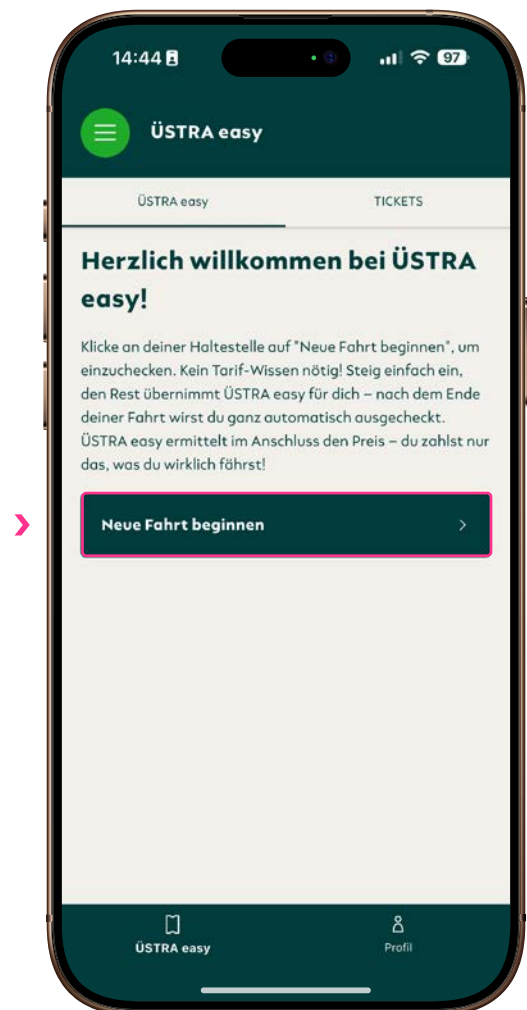 14:44
97
ÜSTRA easy
ÜSTRA easy
TICKETS
Herzlich willkommen bei ÜSTRA
easy!
Klicke an deiner Haltestelle auf "Neue Fahrt beginnen", um
einzuchecken. Kein Tarif-Wissen nötig! Steig einfach ein,
den Rest übernimmt ÜSTRA easy für dich – nach dem Ende
deiner Fahrt wirst du ganz automatisch ausgecheckt.
ÜSTRA easy ermittelt im Anschluss den Preis – du zahlst nur
das, was du wirklich fährst!
Neue Fahrt beginnen
ÜSTRA easy
Profil